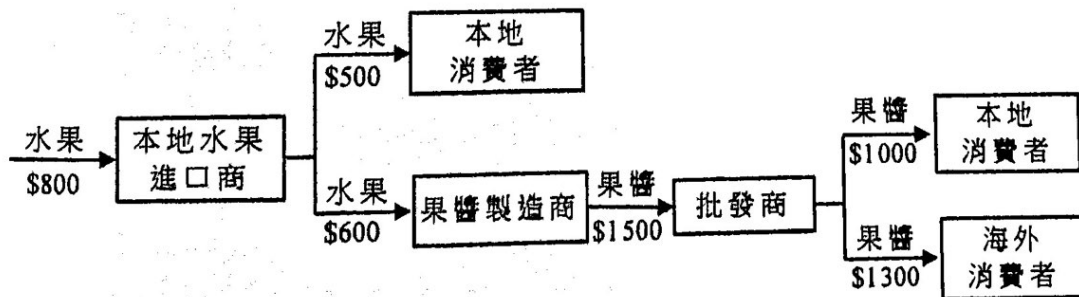 水果
$800
本地水果
進口商
水果
$500
本地
消費者
水果
$600
果醬製造商
果醬
$1500
批發商
果醬
$1000
本地
消費者
果醬
$1300
海外
消費者